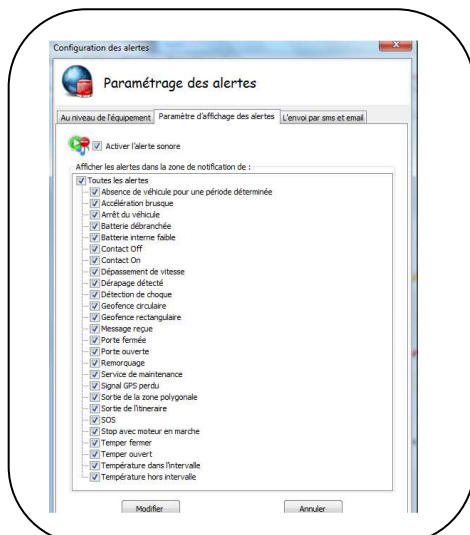 Configuration des alertes
x
Paramétrage des alertes
Au niveau de l'équipement Paramètre d'affichage des alertes L'envoi par sms et email
Activer l'alerte sonore
Afficher les alertes dans la zone de notification de :
Toutes les alertes
Absence de véhicule pour une période déterminée
Accélération brusque
Arrêt du véhicule
Batterie débranchée
Batterie interne faible
Contact Off
Contact On
Dépassement de vitesse
Dérapage détecté
Détection de choque
Geofence circulaire
Geofence rectangulaire
Message reçue
Porte fermée
Porte ouverte
Remorquage
Service de maintenance
Signal GPS perdu
Sortie de la zone polygonale
Sortie de l'itineraire
SOS
Stop avec moteur en marche
Temper fermer
Temper ouvert
Température dans l'intervalle
Température hors intervalle
Modifier Annuler